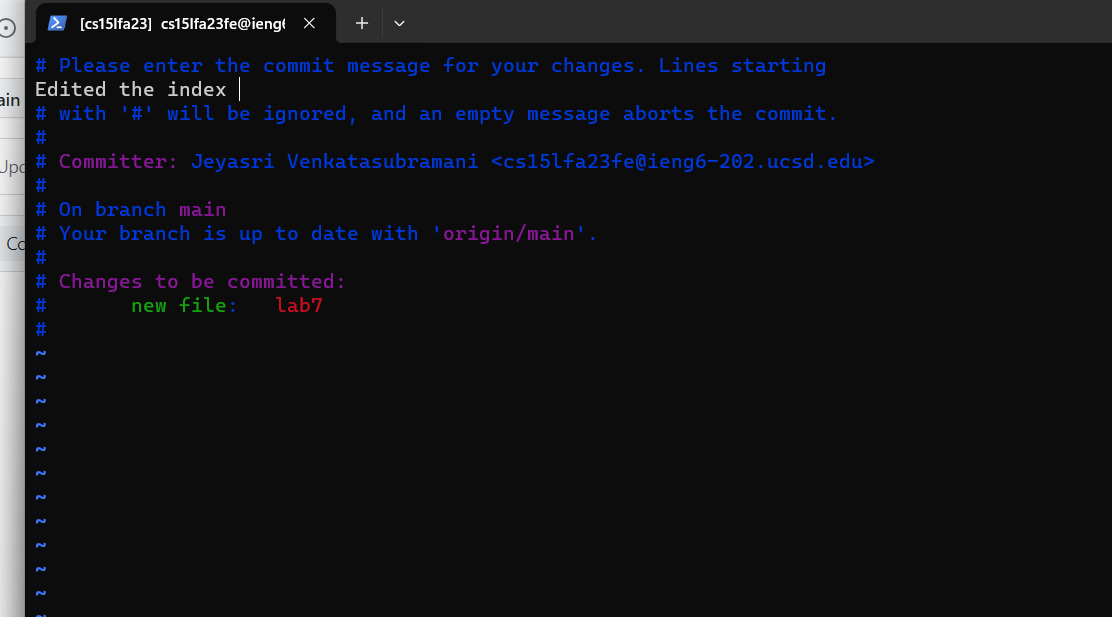 [cs15lfa23] cs15lfa23fe@ieng6
# Please enter the commit message for your changes. Lines starting
Edited the index
# with '#' will be ignored, and an empty message aborts the commit.
#
# Committer: Jeyasri Venkatasubramani <cs15lfa23fe@ieng6-202.ucsd.edu>
#
# On branch main
# Your branch is up to date with 'origin/main'.
#
# Changes to be committed:
#       new file:   lab7
#
~
~
~
~
~
~
~
~
~
~
~
~
ain
Upd
Co